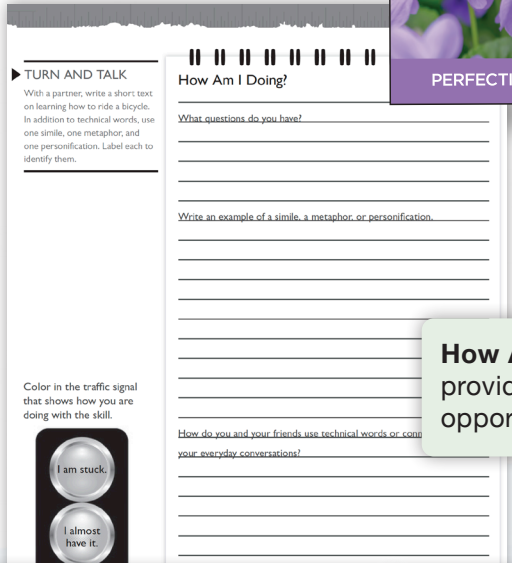 PERFECTI
TURN AND TALK
With a partner, write a short text
on learning how to ride a bicycle.
In addition to technical words, use
one simile, one metaphor, and
one personification. Label each to
identify them.
How Am I Doing?
What questions do you have?
Write an example of a simile, a metaphor, or personification.
How A
provid
oppor
How do you and your friends use technical words or conn
your everyday conversations?
Color in the traffic signal
that shows how you are
doing with the skill.
I am stuck.
I almost
have it.